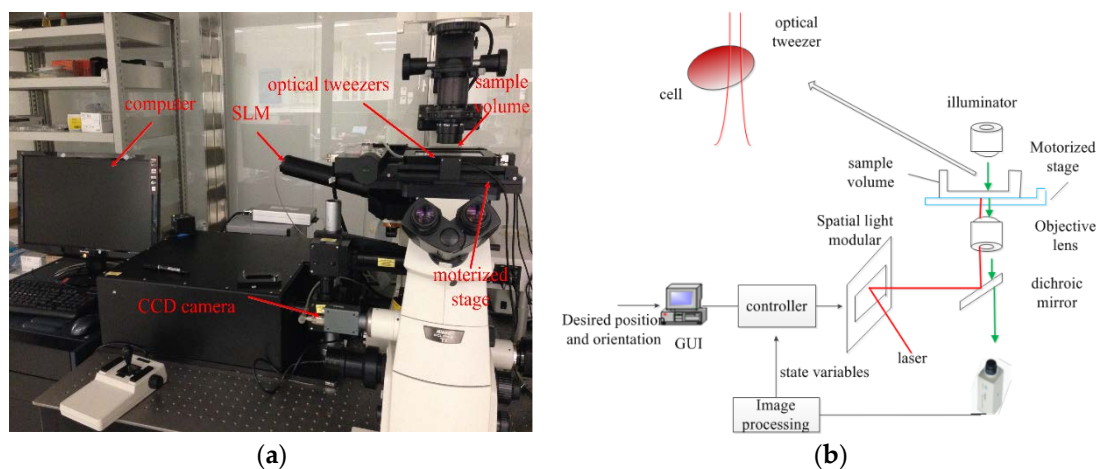 computer
SLM
optical tweezers
sample
volume
CCD camera
moterized
stage
(a)
optical
tweezer
cell
illuminator
sample
volume
Motorized
stage
Spatial light
modular
Objective
lens
dichroic
mirror
controller
Desired position
and orientation
GUI
laser
state variables
Image
processing
(b)